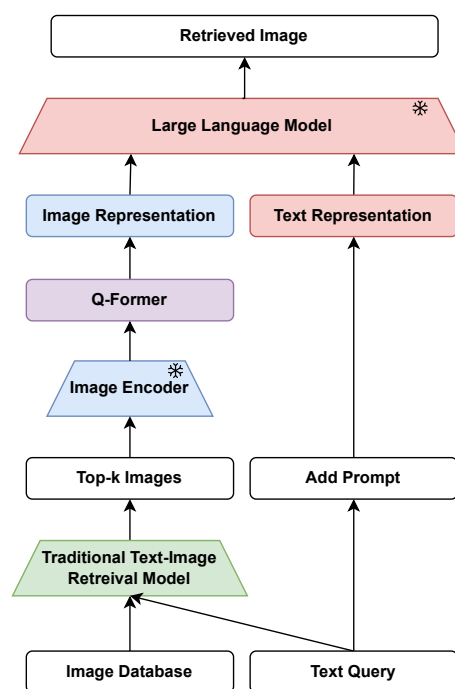 Retrieved Image
Large Language Model
Image Representation
Text Representation
Q-Former
Image Encoder
Top-k Images
Add Prompt
Traditional Text-Image
Retreival Model
Image Database
Text Query